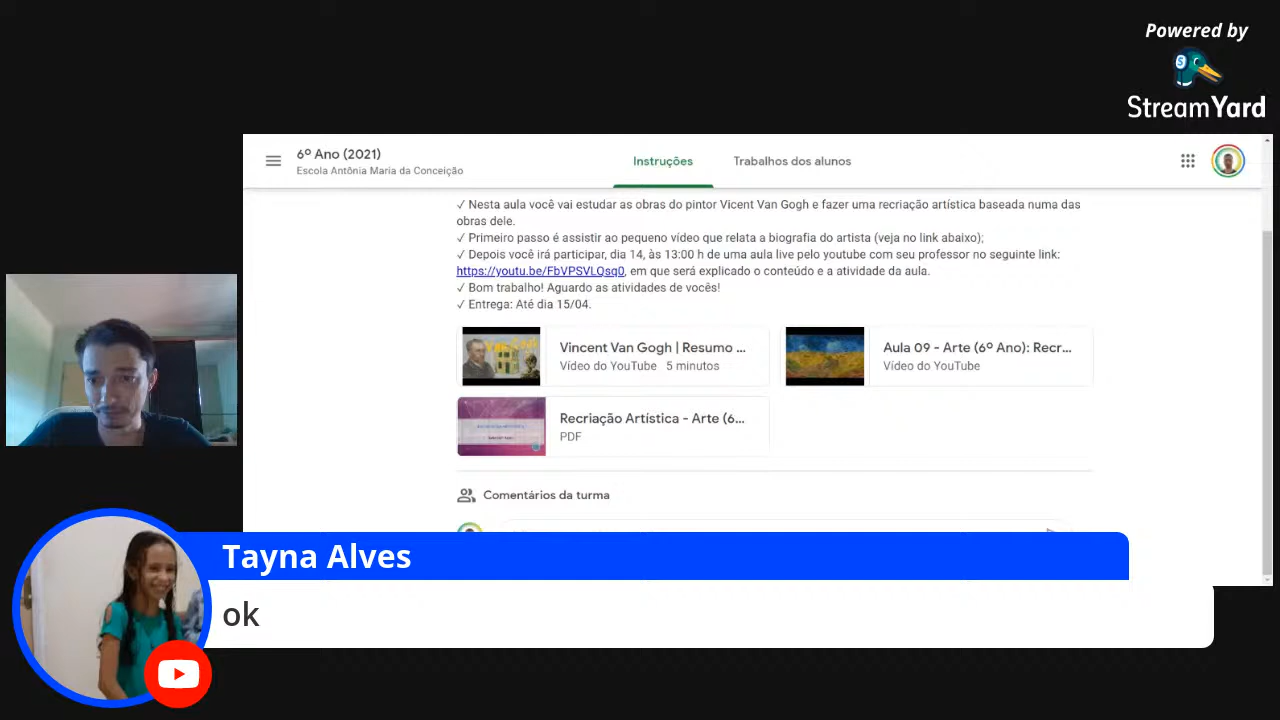 Powered by
StreamYard
6º Ano (2021)
Escola Antônia Maria da Conceição
Instruções
Trabalhos dos alunos
✓ Nesta aula você vai estudar as obras do pintor Vicent Van Gogh e fazer uma recriação artística baseada numa das
obras dele.
✓ Primeiro passo é assistir ao pequeno vídeo que relata a biografia do artista (veja no link abaixo);
✓ Depois você irá participar, dia 14, às 13:00 h de uma aula live pelo youtube com seu professor no seguinte link:
https://youtu.be/FbVPSVLQsq0, em que será explicado o conteúdo e a atividade da aula.
✓ Bom trabalho! Aguardo as atividades de vocês!
✓ Entrega: Até dia 15/04.
Vincent Van Gogh | Resumo ...
Vídeo do YouTube 5 minutos
Aula 09 - Arte (6º Ano): Recr...
Vídeo do YouTube
Recriação Artística - Arte (6...
PDF
Comentários da turma
Tayna Alves
ok